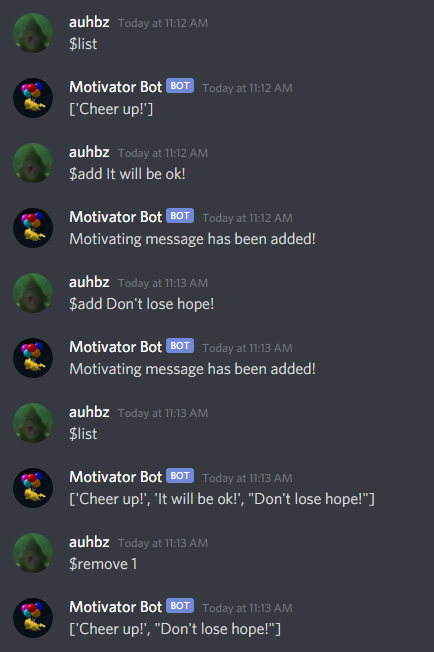 auhbz Today at 11:12 AM
$list
Motivator Bot BOT Today at 11:12 AM
['Cheer up!']
auhbz Today at 11:12 AM
$add It will be ok!
Motivator Bot BOT Today at 11:12 AM
Motivating message has been added!
auhbz Today at 11:13 AM
$add Don't lose hope!
Motivator Bot BOT Today at 11:13 AM
Motivating message has been added!
auhbz Today at 11:13 AM
$list
Motivator Bot BOT Today at 11:13 AM
['Cheer up!', 'It will be ok!', "Don't lose hope!"]
auhbz Today at 11:13 AM
$remove 1
Motivator Bot BOT Today at 11:13 AM
['Cheer up!', "Don't lose hope!"]